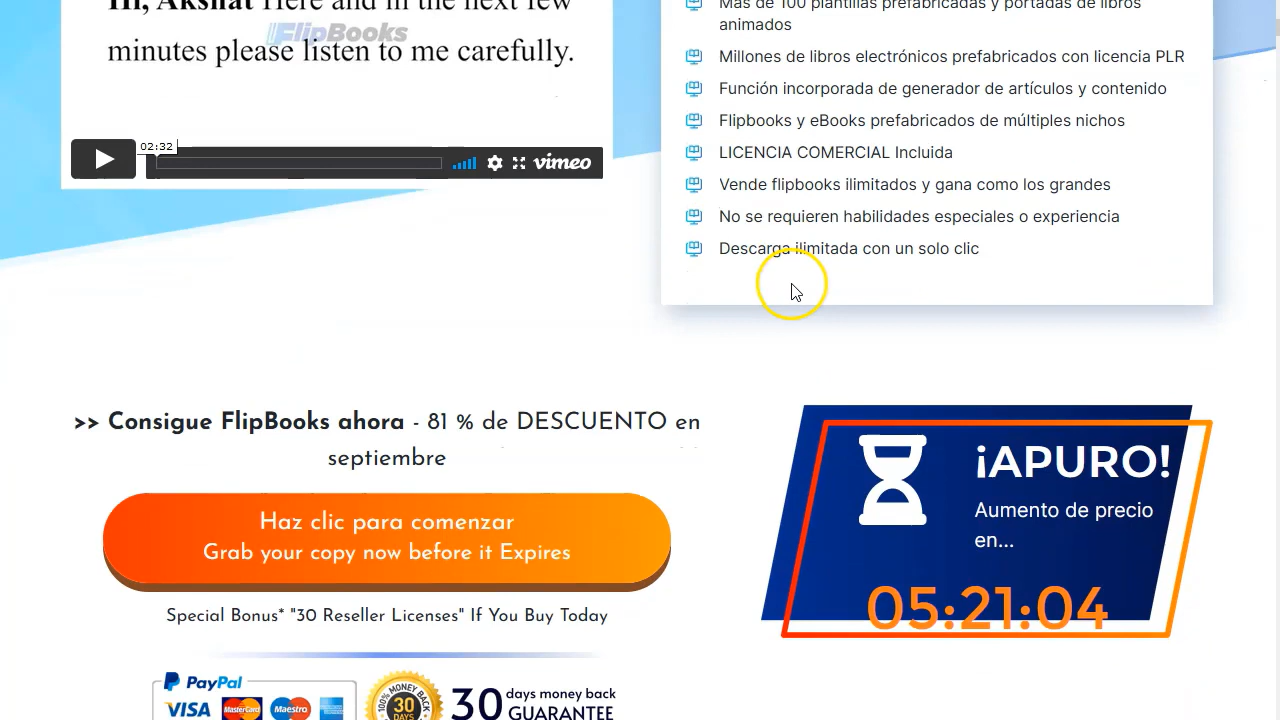 Hi, Akshat Here and in the next few
FlipBooks
minutes please listen to me carefully.
02:32
vimeo
Más de 100 plantillas prefabricadas y portadas de libros
animados
Millones de libros electrónicos prefabricados con licencia PLR
Función incorporada de generador de artículos y contenido
Flipbooks y eBooks prefabricados de múltiples nichos
LICENCIA COMERCIAL Incluida
Vende flipbooks ilimitados y gana como los grandes
No se requieren habilidades especiales o experiencia
Descarga ilimitada con un solo clic
>> Consigue FlipBooks ahora - 81 % de DESCUENTO en
septiembre
Haz clic para comenzar
Grab your copy now before it Expires
Special Bonus* "30 Reseller Licenses" If You Buy Today
¡APURO!
Aumento de precio
en...
05:21:04
PayPal
VISA MasterCard Maestro
100% MONEY BACK
30
DAYS
30 days money back
GUARANTEE